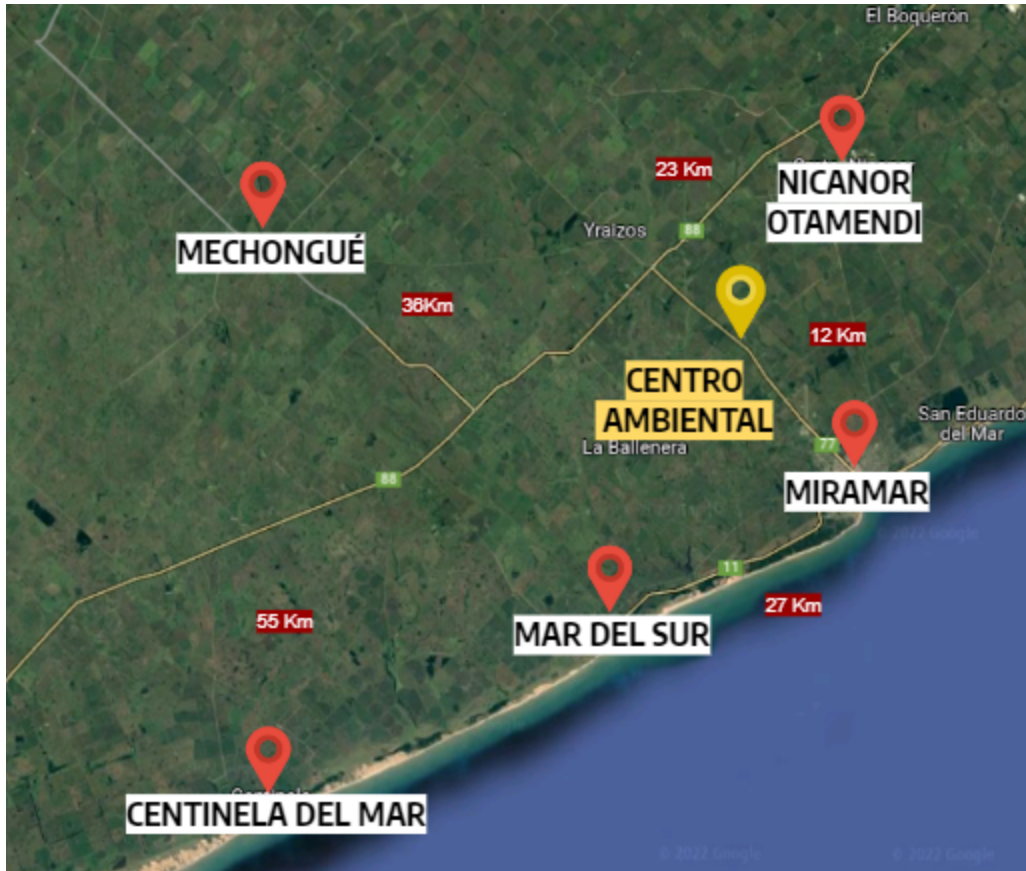 El Boquerón
23 Km
NICANOR
OTAMENDI
Yraizos
88
MECHONGUÉ
36Km
12 Km
CENTRO
AMBIENTAL
San Eduardo
del Mar
La Ballenera
77
88
MIRAMAR
© 2022 Google
11
27 Km
55 Km
MAR DEL SUR
CENTINELA DEL MAR
© 2022 Google
© 2022 Google